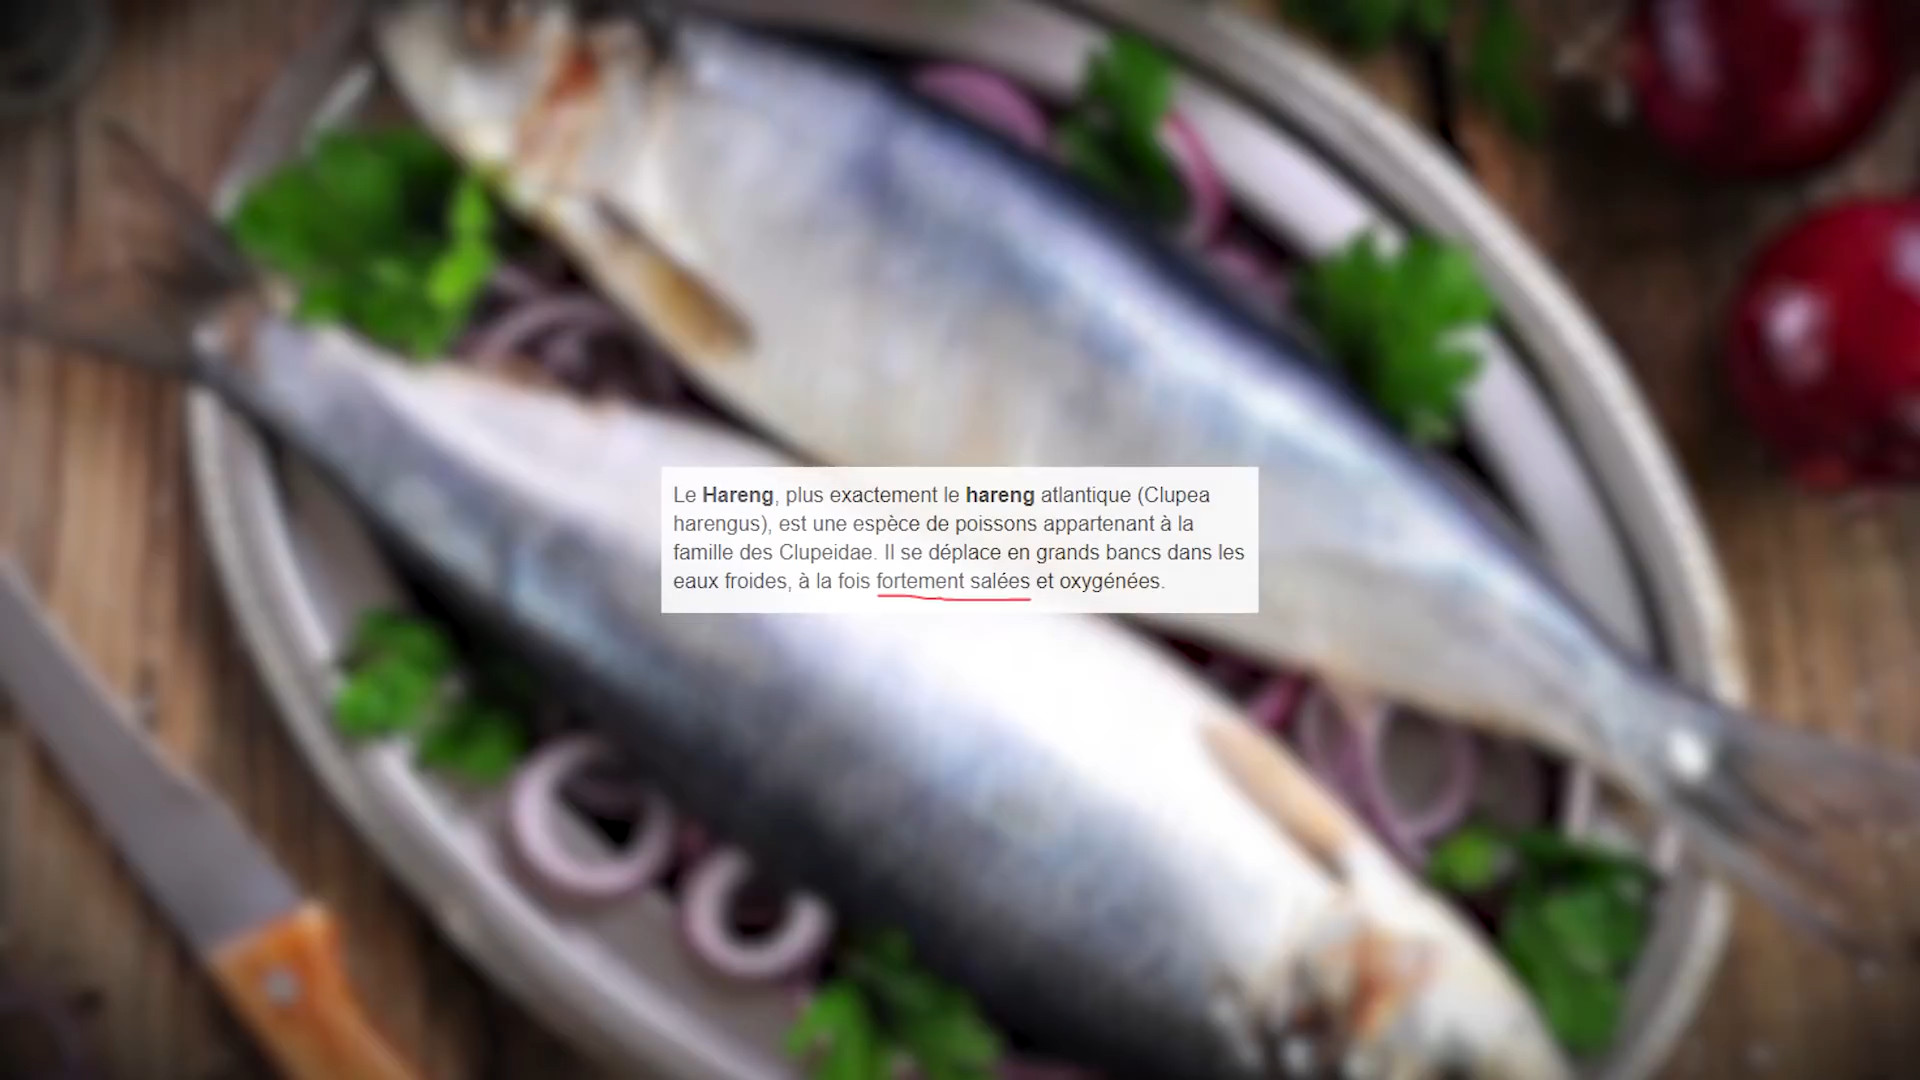 Le Hareng, plus exactement le hareng atlantique (Clupea
harengus), est une espèce de poissons appartenant à la
famille des Clupeidae. Il se déplace en grands bancs dans les
eaux froides, à la fois fortement salées et oxygénées.